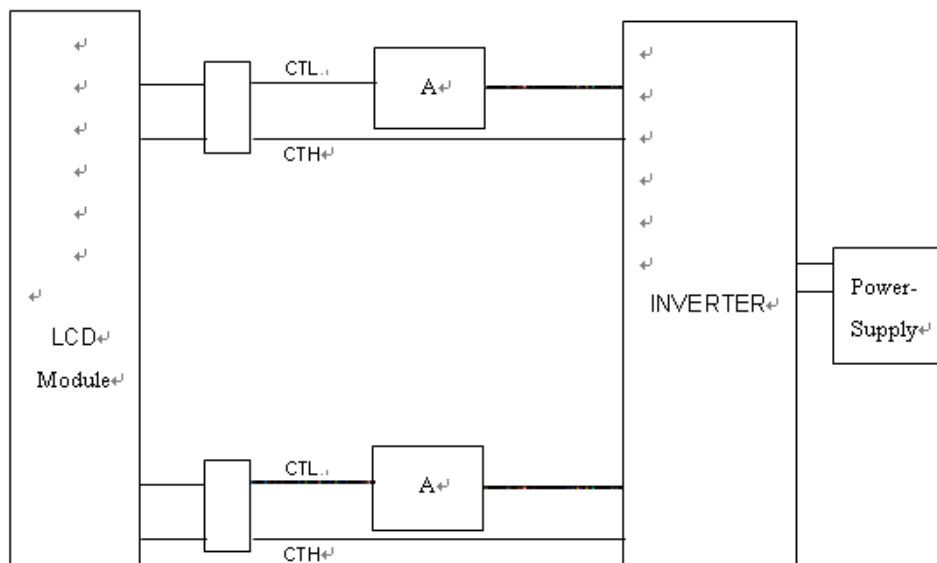 CTL
A
CTH
INVERTER
Power-
Supply
LCD
Module
CTL
A
CTH